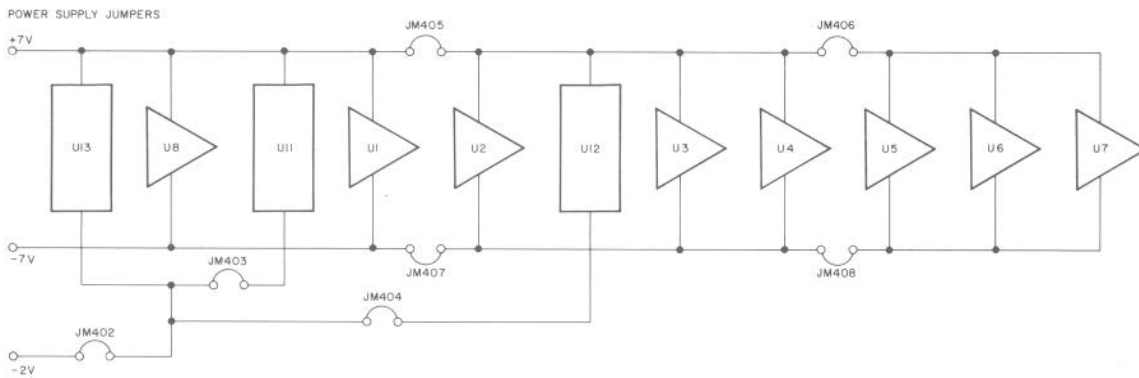 POWER SUPPLY JUMPERS
JM405
JM406
+7V
U13
U8
U11
U1
U2
U12
U3
U4
U5
U6
U7
-7V
JM403
JM407
JM408
JM404
JM402
-2V